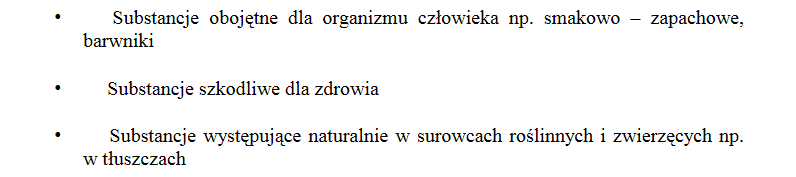 • Substancje obojętne dla organizmu człowieka np. smakowo – zapachowe,
barwniki
• Substancje szkodliwe dla zdrowia
• Substancje występujące naturalnie w surowcach roślinnych i zwierzęcych np.
w tłuszczach